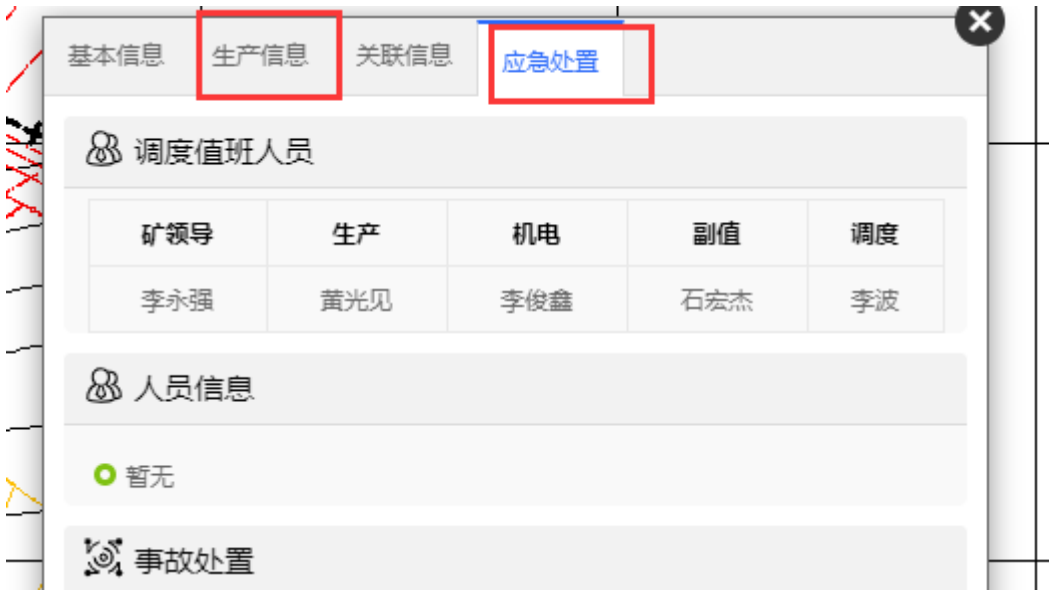 基本信息 生产信息 关联信息 应急处置
调度值班人员
矿领导 生产 机电 副值 调度
李永强 黄光见 李俊鑫 石宏杰 李波
人员信息
暂无
事故处置